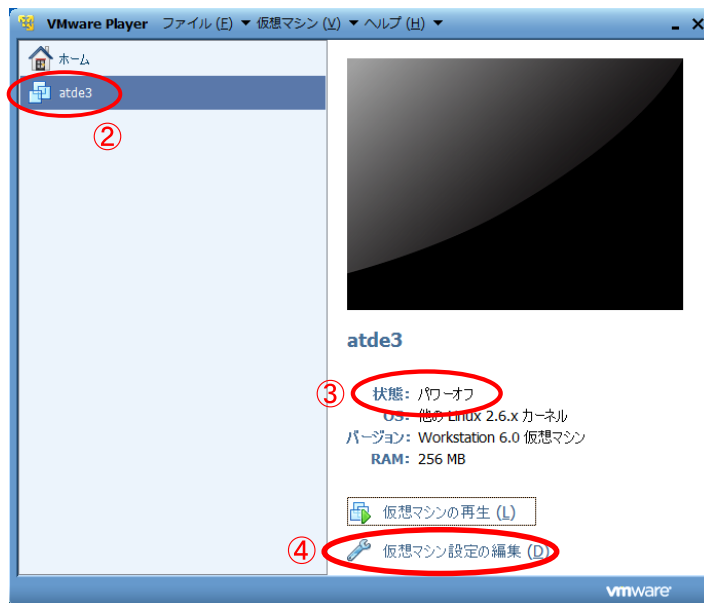 VMware Player ファイル(F) ▼ 仮想マシン(V) ▼ ヘルプ(H) ▼
ホーム
atde3
②
atde3
③ 状態: パワーオフ
OS: 他の Linux 2.6.x カーネル
バージョン: Workstation 6.0 仮想マシン
RAM: 256 MB
仮想マシンの再生(L)
④ 仮想マシン設定の編集(D)
vmware